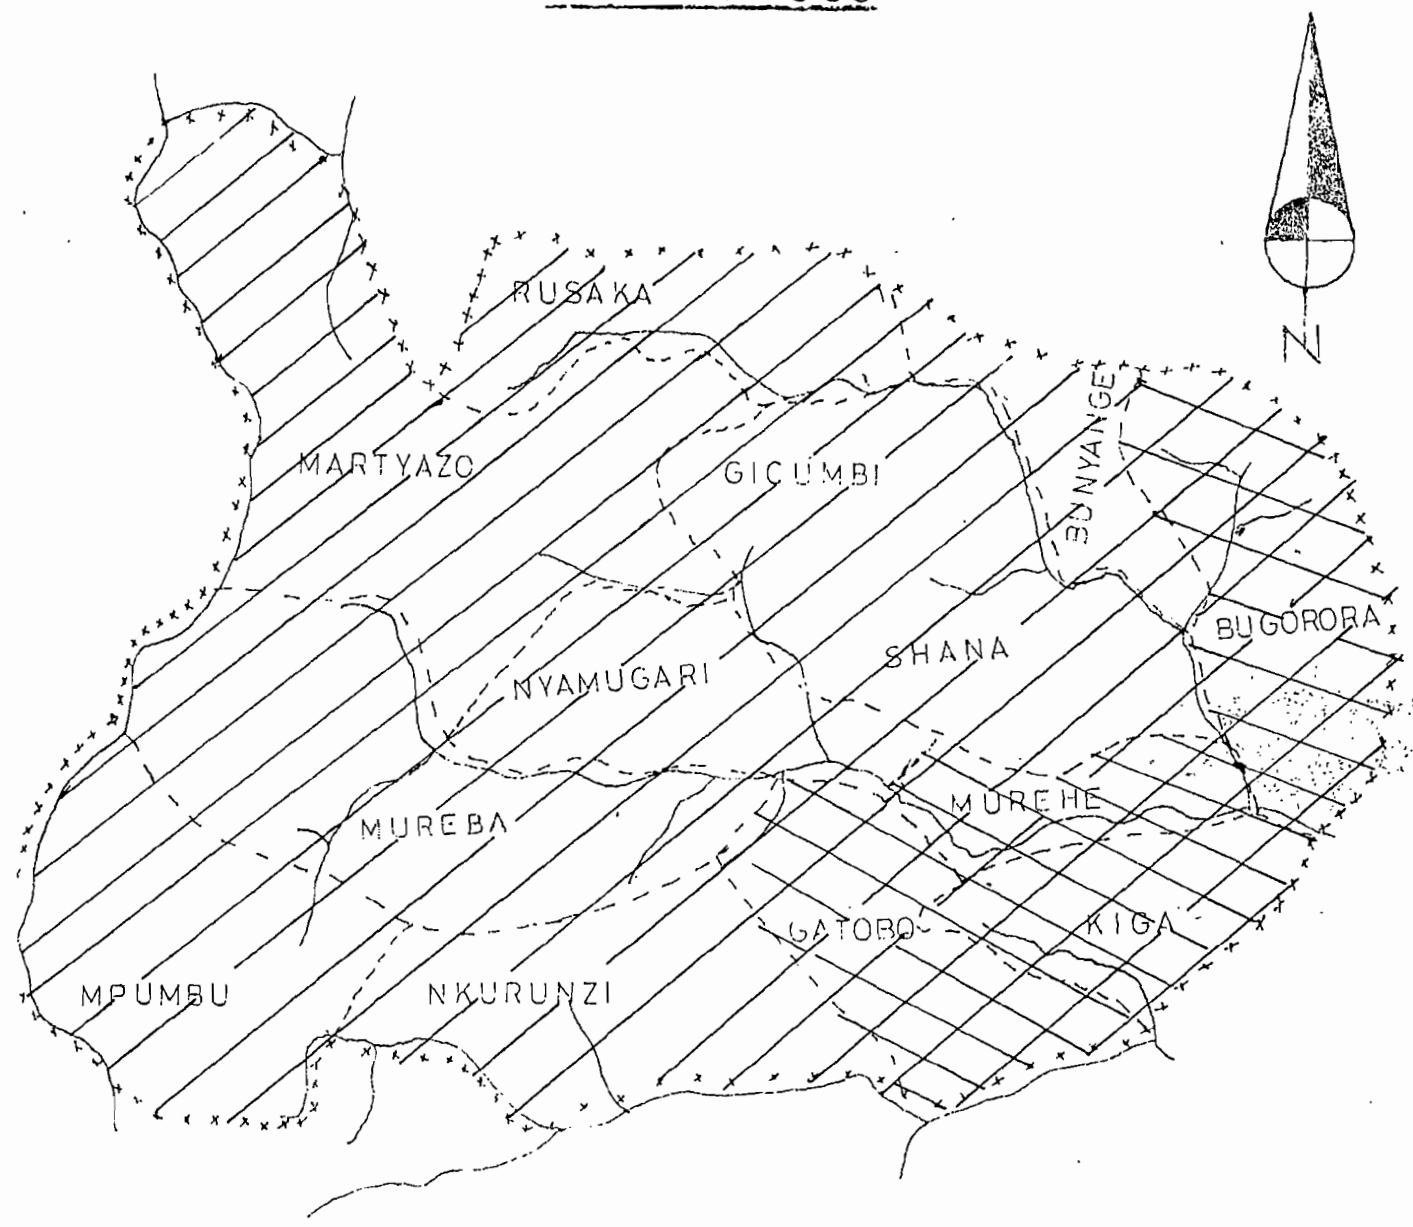 N
RUSAKA
MARTYAZO
GICUMBI
BUNYANGE
BUGORORA
SHANA
NYAMUGARI
MUREHE
MUREBA
GATOBO
KIGA
MPUMBU
NKURUNZI